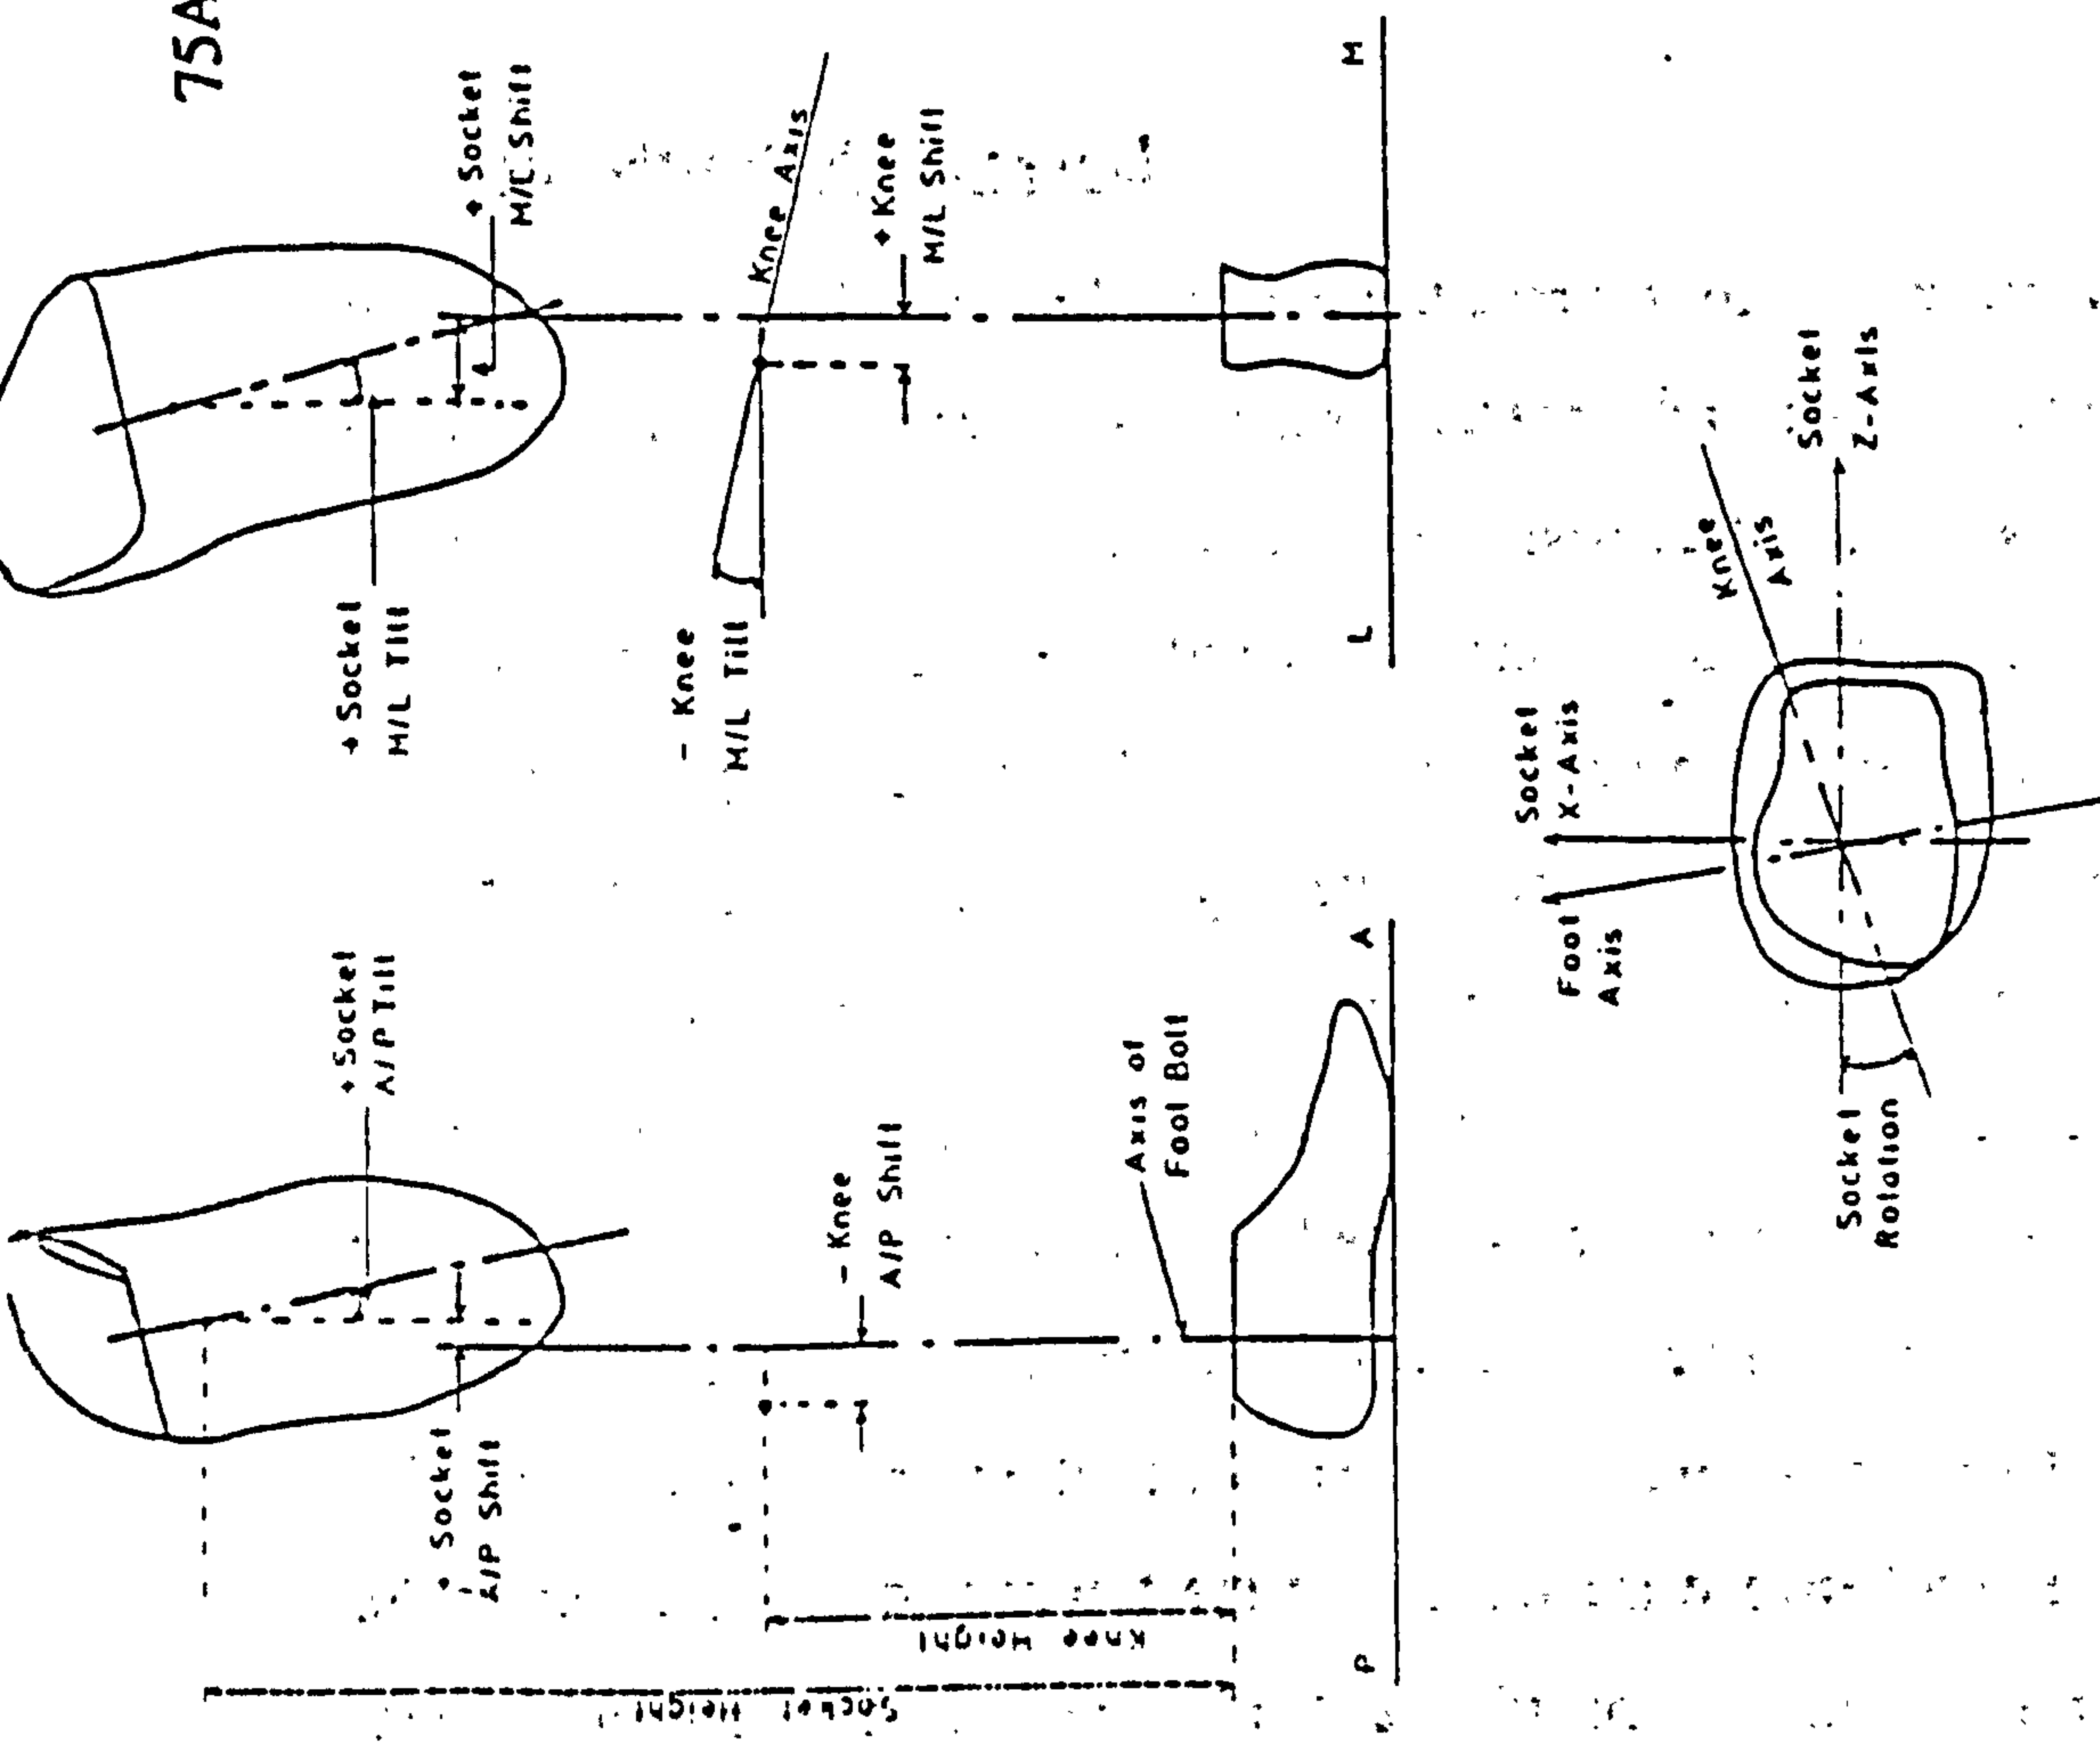 75A
+ Socket
M/L Shift
+ Socket
M/L Tilt
Knee Axis
- Knee
M/L Tilt
+ Knee
M/L Shift
L
M
+Socket
A/P Tilt
+ Socket
A/P Shift
- Knee
A/P Shift
Axis of
Foot Bolt
Knee Height
Socket Height
P
A
Socket
X-Axis
Foot
Axis
Knee
Axis
Socket
Z-Axis
Socket
Rotation